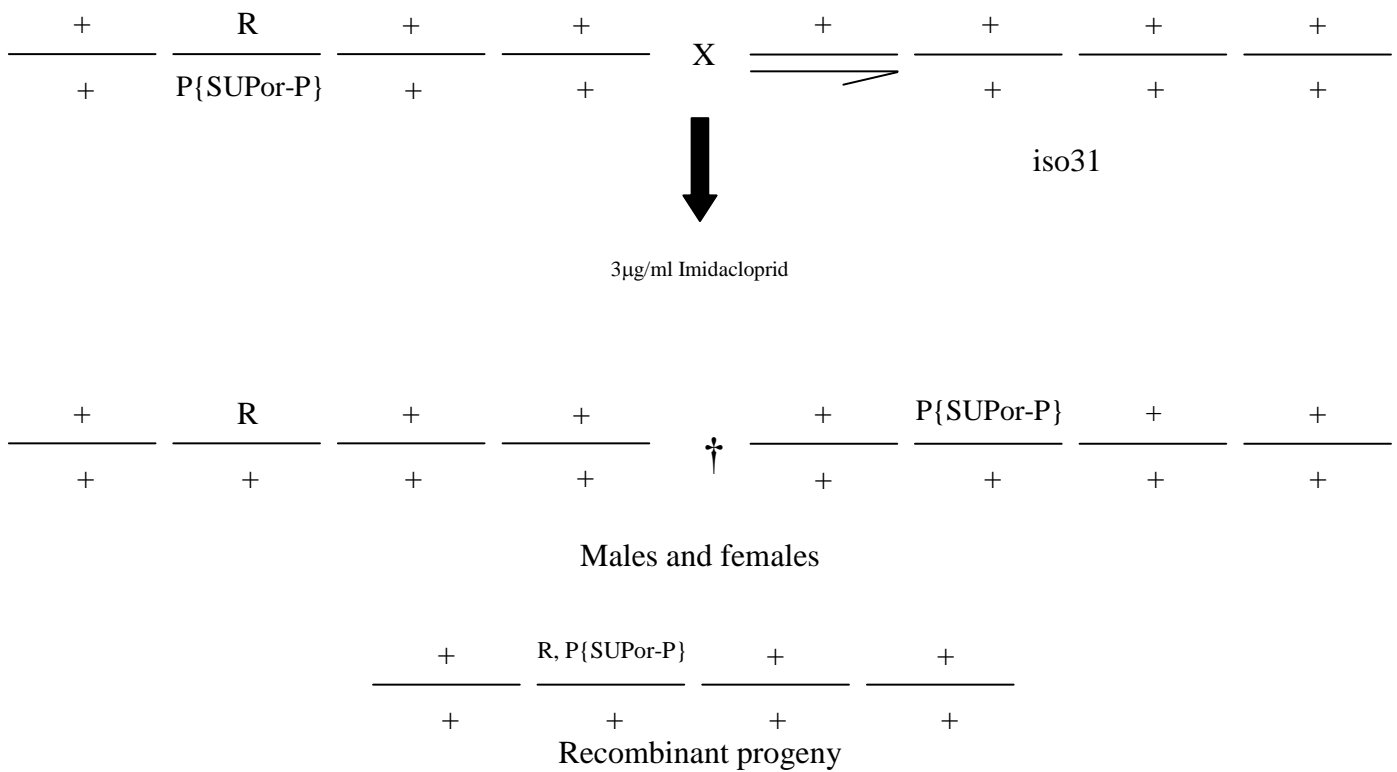 + R + + + + + +
X
+ P{SUPor-P} + + + + +
iso31
3μg/ml Imidacloprid
+ R + + + P{SUPor-P} + +
†
+ + + + + + + +
Males and females
+ R, P{SUPor-P} + +
+ + + +
Recombinant progeny